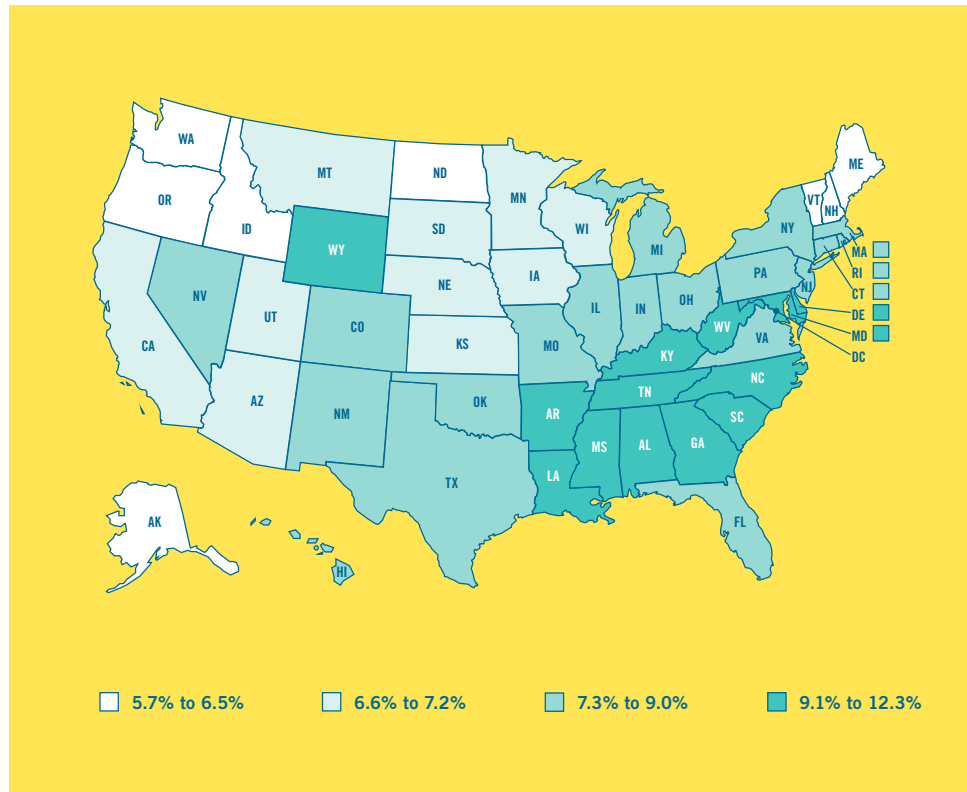 WA
MT
ND
MN
ME
VT
NH
OR
ID
SD
WI
MI
NY
MA
RI
CT
DE
MD
DC
WY
NE
IA
PA
NJ
NV
UT
CO
KS
MO
IL
IN
OH
WV
VA
KY
CA
AZ
NM
OK
AR
TN
NC
SC
MS
AL
GA
TX
LA
FL
AK
HI
5.7% to 6.5%
6.6% to 7.2%
7.3% to 9.0%
9.1% to 12.3%